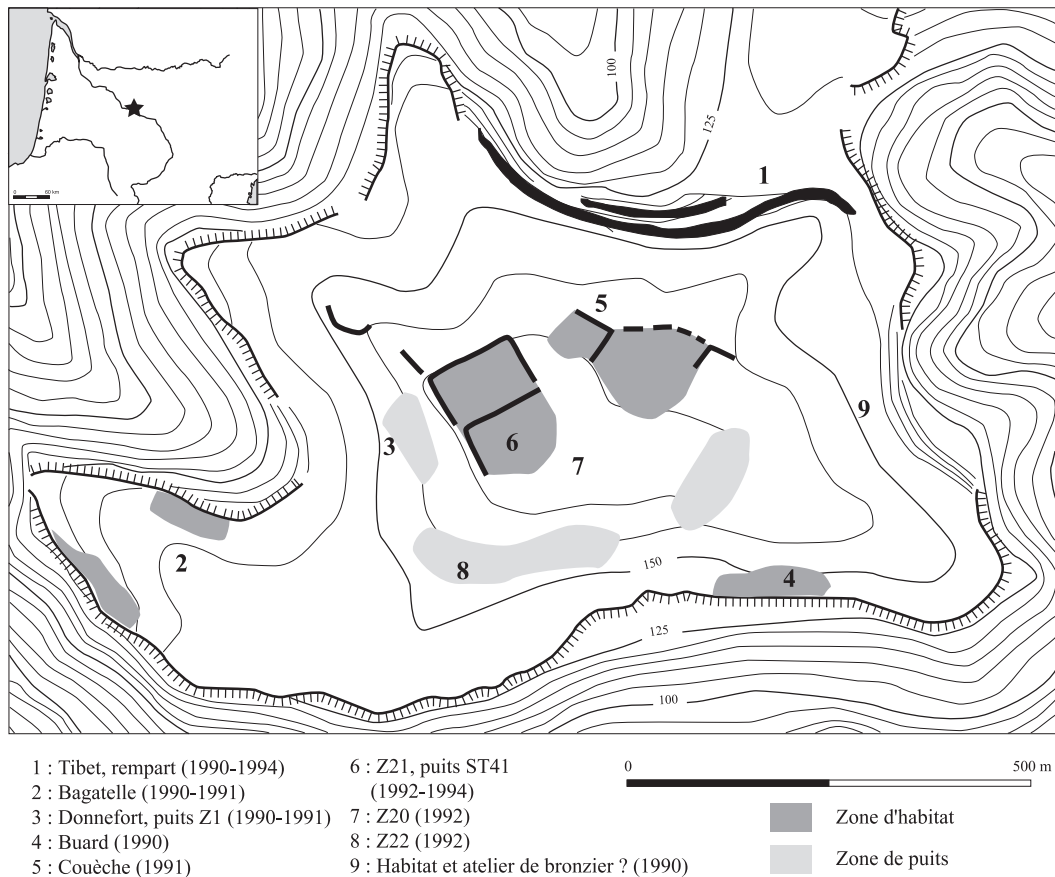 0 60 km
100
125
1
5
9
3
6
7
2
8
150
4
125
100
1 : Tibet, rempart (1990-1994)
2 : Bagatelle (1990-1991)
3 : Donnefort, puits Z1 (1990-1991)
4 : Buard (1990)
5 : Couèche (1991)
6 : Z21, puits ST41
(1992-1994)
7 : Z20 (1992)
8 : Z22 (1992)
9 : Habitat et atelier de bronzier ? (1990)
0 500 m
Zone d'habitat
Zone de puits